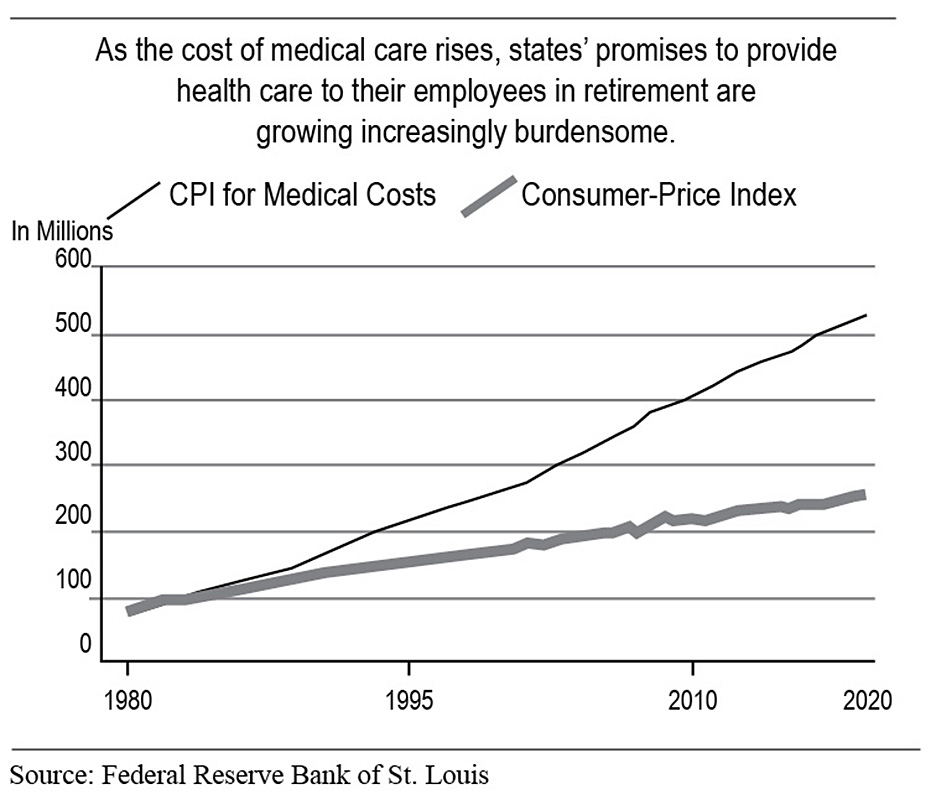 As the cost of medical care rises, states’ promises to provide
health care to their employees in retirement are
growing increasingly burdensome.
CPI for Medical Costs Consumer-Price Index
In Millions
600
500
400
300
200
100
0
1980 1995 2010 2020
Source: Federal Reserve Bank of St. Louis